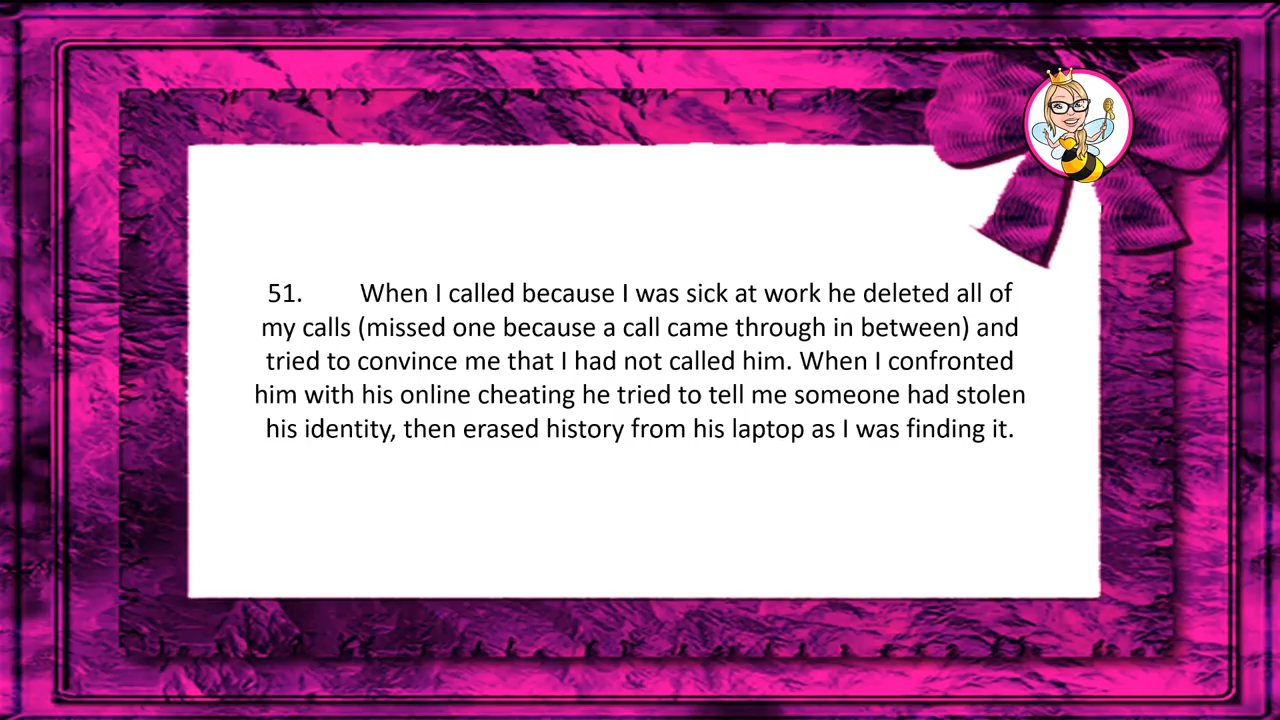 51. When I called because I was sick at work he deleted all of
my calls (missed one because a call came through in between) and
tried to convince me that I had not called him. When I confronted
him with his online cheating he tried to tell me someone had stolen
his identity, then erased history from his laptop as I was finding it.